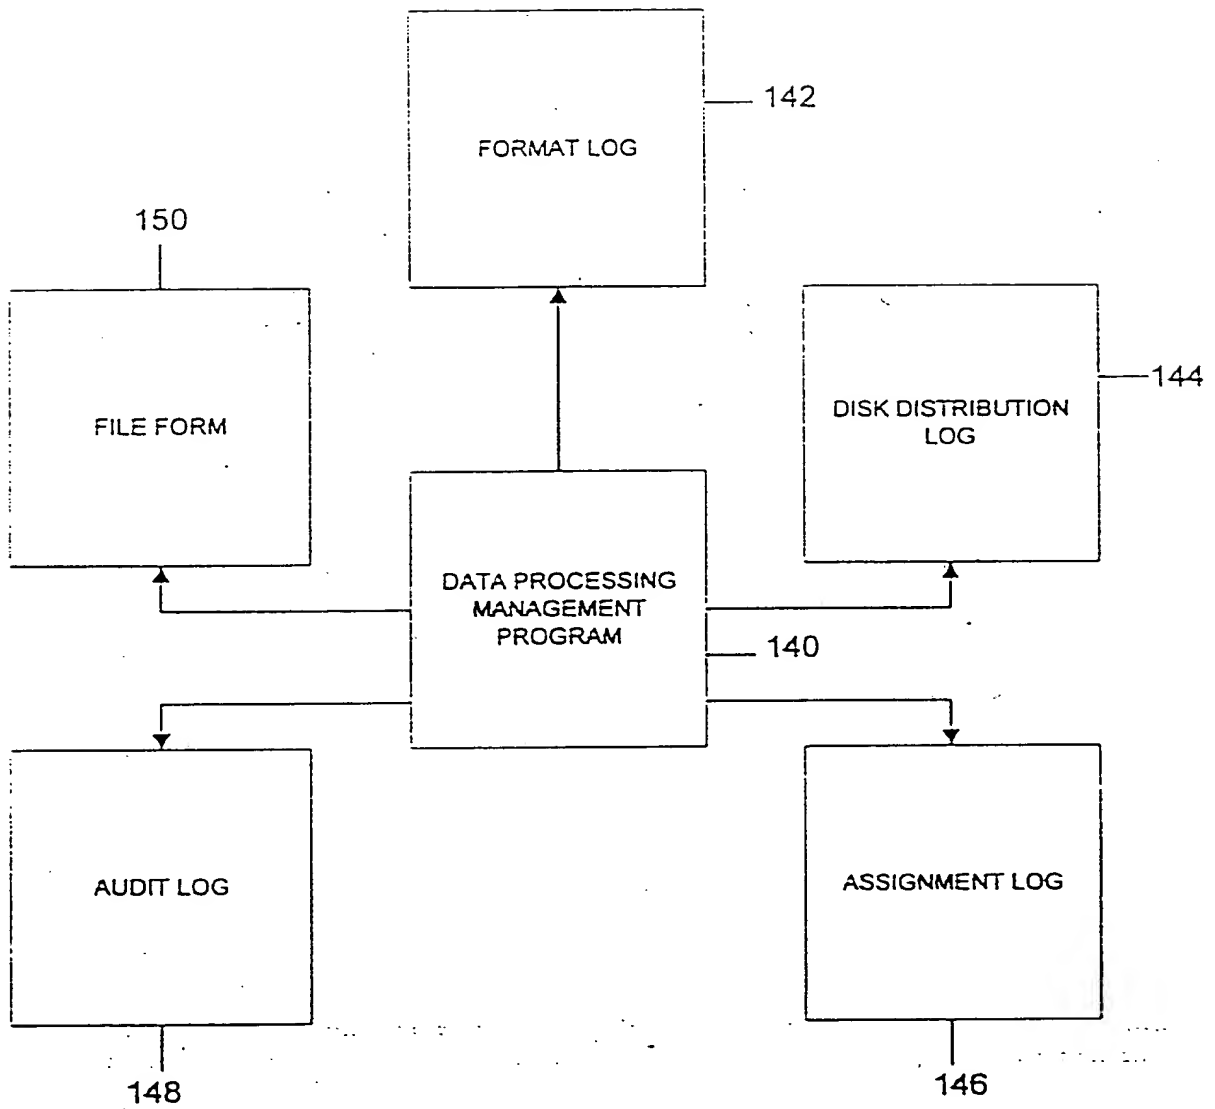 142
FORMAT LOG
150
144
DISK DISTRIBUTION
LOG
FILE FORM
DATA PROCESSING
MANAGEMENT
PROGRAM
140
AUDIT LOG
ASSIGNMENT LOG
148
146